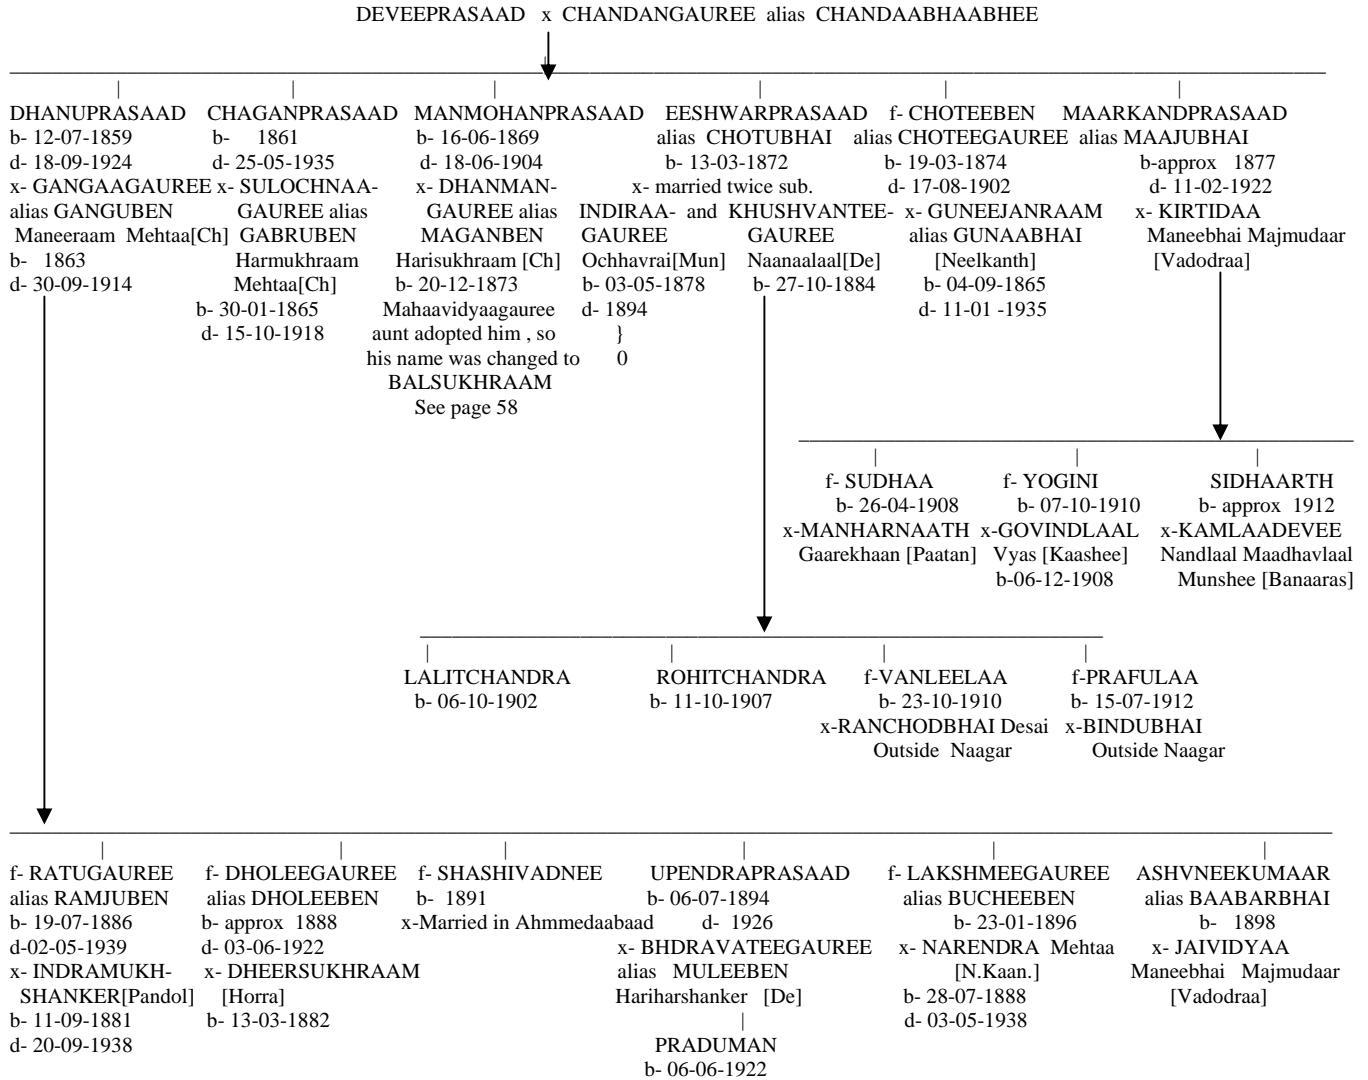 DEVEEPRASAAD x CHANDANGAUREE alias CHANDAABHAABHEE
DHANUPRASAAD
b- 12-07-1859
d- 18-09-1924
x- GANGAAGAUREE
alias GANGUBEN
Maneeraam Mehtaa[Ch]
b- 1863
d- 30-09-1914
CHAGANPRASAAD
b- 1861
d- 25-05-1935
x- SULOCHNAA-
GAUREE alias
GABRUBEN
Harmukhraam
Mehtaa[Ch]
b- 30-01-1865
d- 15-10-1918
MANMOHANPRASAAD
b- 16-06-1869
d- 18-06-1904
x- DHANMAN-
GAUREE alias
MAGANBEN
Harisukhraam [Ch]
b- 20-12-1873
Mahaavidyaagauree
aunt adopted him , so
his name was changed to
BALSUKHRAAM
See page 58
EESHWARPRASAAD
alias CHOTUBHAI
b- 13-03-1872
x- married twice sub.
INDIRAA- and KHUSHVANTEE-
GAUREE
Ochhavrai[Mun]
b- 03-05-1878
d- 1894
}
0
GAUREE
Naanaalaal[De]
b- 27-10-1884
f- CHOTEEBEN
alias CHOTEEGAUREE
b- 19-03-1874
d- 17-08-1902
x- GUNEEJANRAAM
alias GUNAABHAI
[Neelkanth]
b- 04-09-1865
d- 11-01 -1935
MAARKANDPRASAAD
alias MAAJUBHAI
b-approx 1877
d- 11-02-1922
x- KIRTIDAA
Maneebhai Majmudaar
[Vadodraa]
f- SUDHAA
b- 26-04-1908
x-MANHARNAATH
Gaarekhaan [Paatan]
f- YOGINI
b- 07-10-1910
x-GOVINDLAAL
Vyas [Kaashee]
b-06-12-1908
SIDHAARTH
b- approx 1912
x-KAMLAADEVEE
Nandlaal Maadhavlaal
Munshee [Banaaras]
LALITCHANDRA
b- 06-10-1902
ROHITCHANDRA
b- 11-10-1907
f-VANLEELAA
b- 23-10-1910
x-RANCHODBHAI Desai
Outside Naagar
f-PRAFULAA
b- 15-07-1912
x-BINDUBHAI
Outside Naagar
f- RATUGAUREE
alias RAMJUBEN
b- 19-07-1886
d-02-05-1939
x- INDRAMUKH-
SHANKER[Pandol]
b- 11-09-1881
d- 20-09-1938
f- DHOLEEGAUREE
alias DHOLEEBEN
b- approx 1888
d- 03-06-1922
x- DHEERSUKHRAAM
[Horra]
b- 13-03-1882
f- SHASHIVADNEE
b- 1891
x-Married in Ahmmedaabaad
UPENDRAPRASAAD
b- 06-07-1894
d- 1926
x- BHDRAVATEEGAUREE
alias MULEEBEN
Hariharshanker [De]
PRADUMAN
b- 06-06-1922
f- LAKSHMEEGAUREE
alias BUCHEEBEN
b- 23-01-1896
x- NARENDRA Mehtaa
[N.Kaan.]
b- 28-07-1888
d- 03-05-1938
ASHVNEEKUMAAR
alias BAABARBHAI
b- 1898
x- JAIVIDYAA
Maneebhai Majmudaar
[Vadodraa]